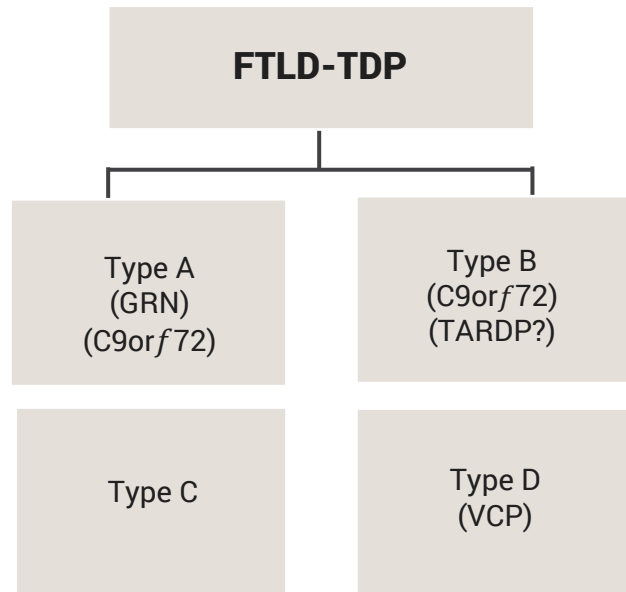 FTLD-TDP
Type A
(GRN)
(C9orf72)
Type B
(C9orf72)
(TARDP?)
Type C
Type D
(VCP)